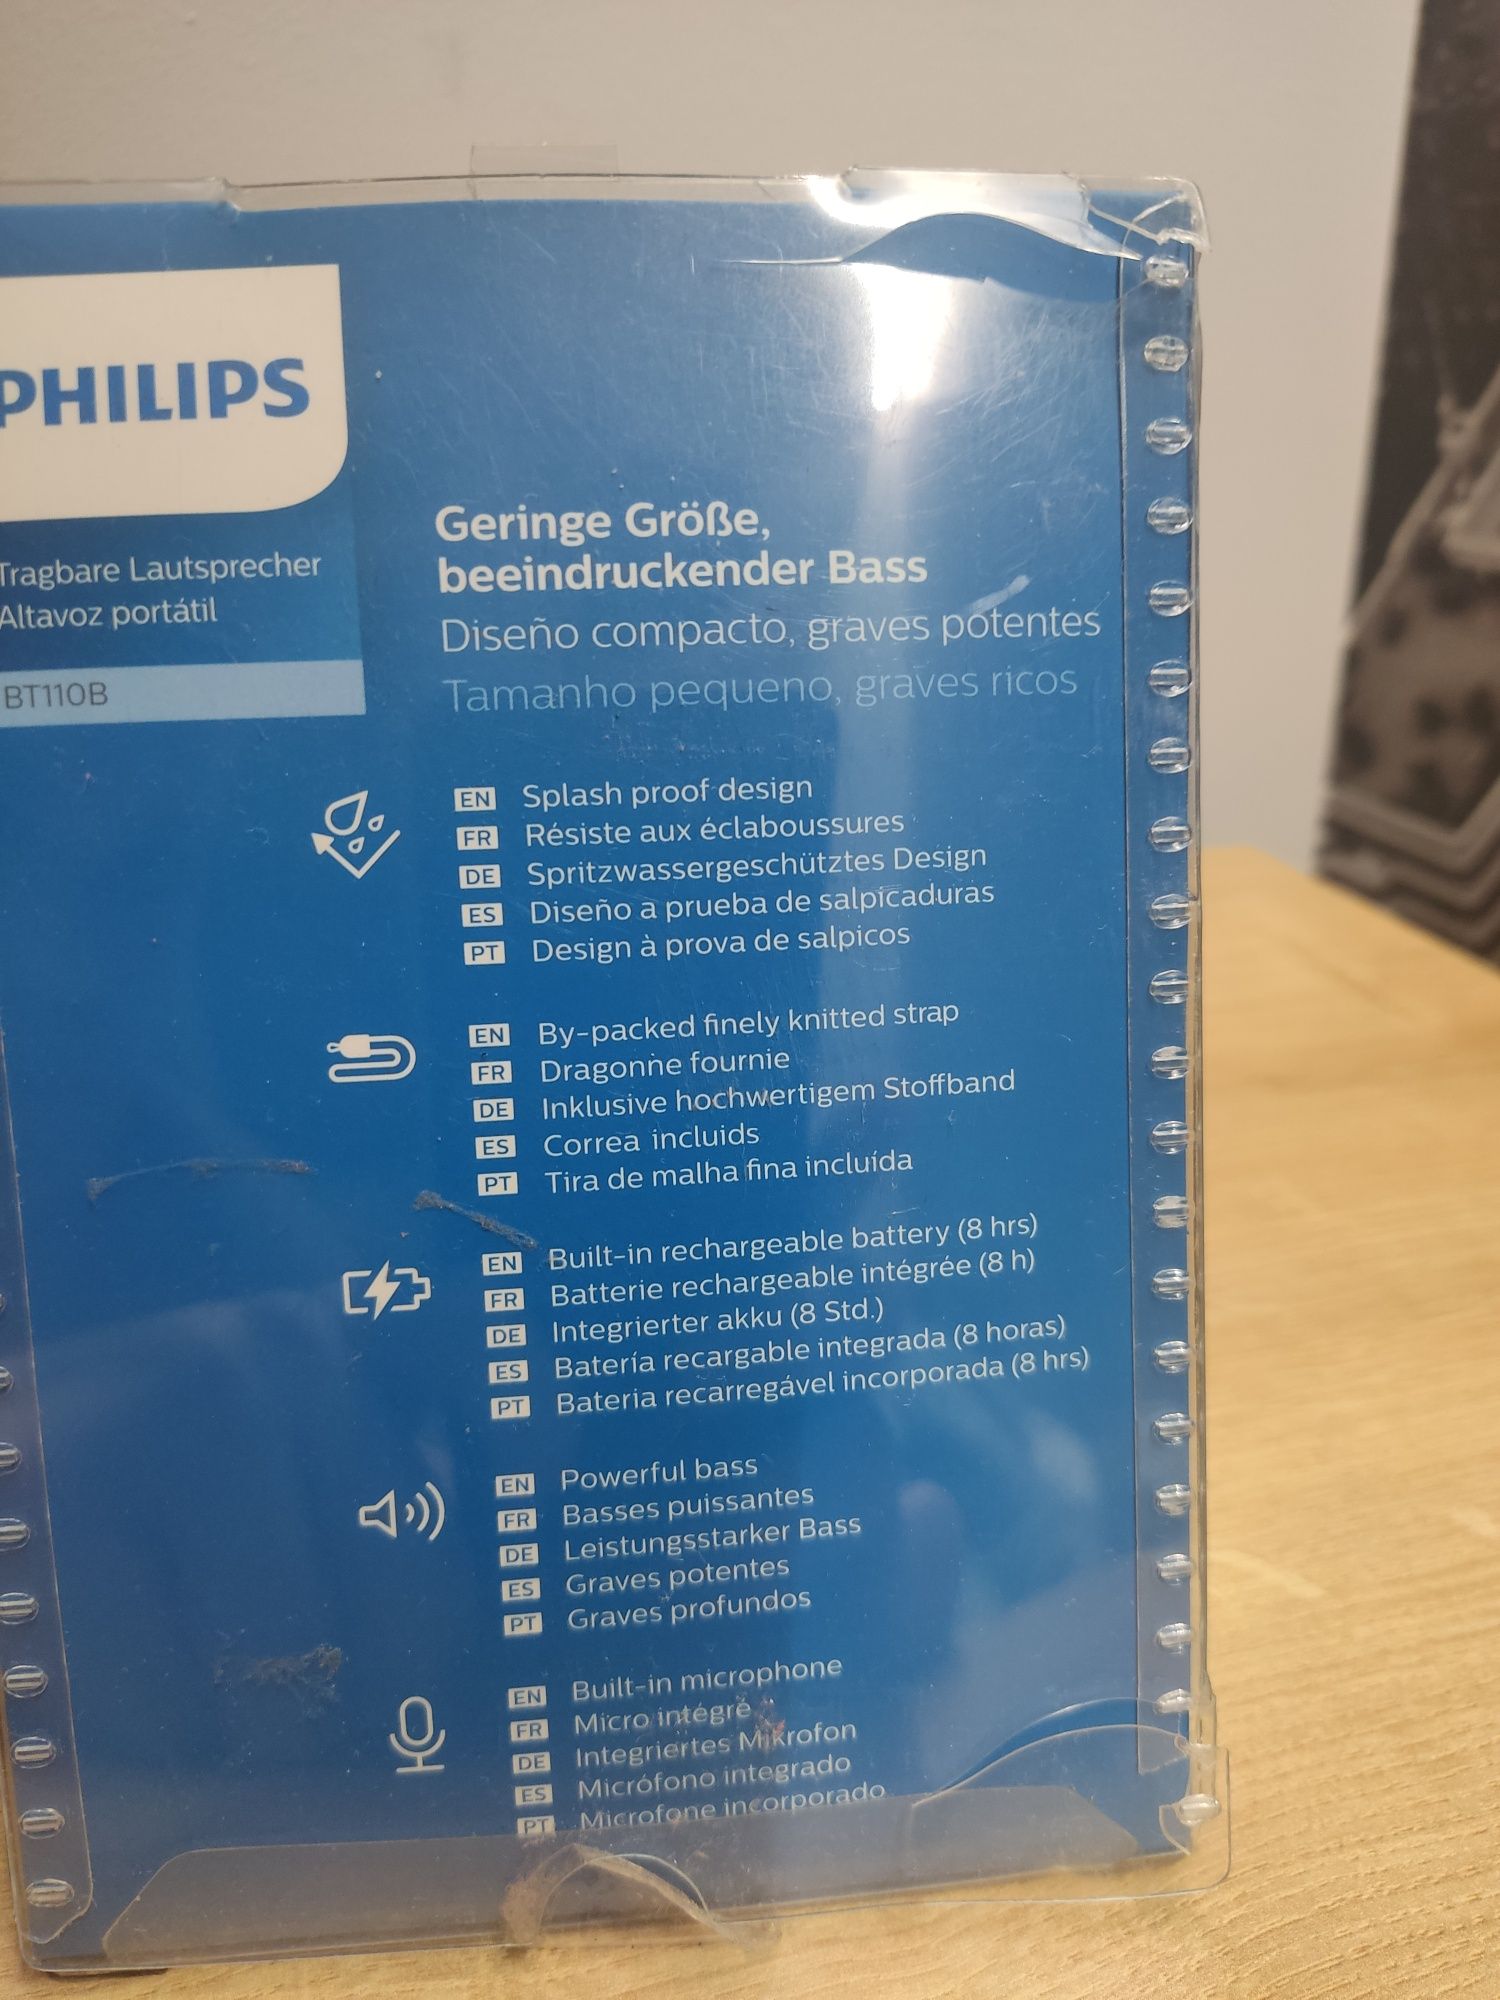 PHILIPS
Tragbare Lautsprecher
Altavoz portátil
BT110B
Geringe Größe,
beeindruckender Bass
Diseño compacto, graves potentes
Tamanho pequeno, graves ricos
EN Splash proof design
FR Résiste aux éclaboussures
DE Spritzwassergeschütztes Design
ES Diseño a prueba de salpicaduras
PT Design à prova de salpicos
EN By-packed finely knitted strap
FR Dragonne fournie
DE Inklusive hochwertigem Stoffband
ES Correa incluids
PT Tira de malha fina incluída
EN Built-in rechargeable battery (8 hrs)
FR Batterie rechargeable intégrée (8 h)
DE Integrierter akku (8 Std.)
ES Batería recargable integrada (8 horas)
PT Bateria recarregável incorporada (8 hrs)
EN Powerful bass
FR Basses puissantes
DE Leistungsstarker Bass
ES Graves potentes
PT Graves profundos
EN Built-in microphone
FR Micro intégré
DE Integriertes Mikrofon
ES Micrófono integrado
PT Microfone incorporado